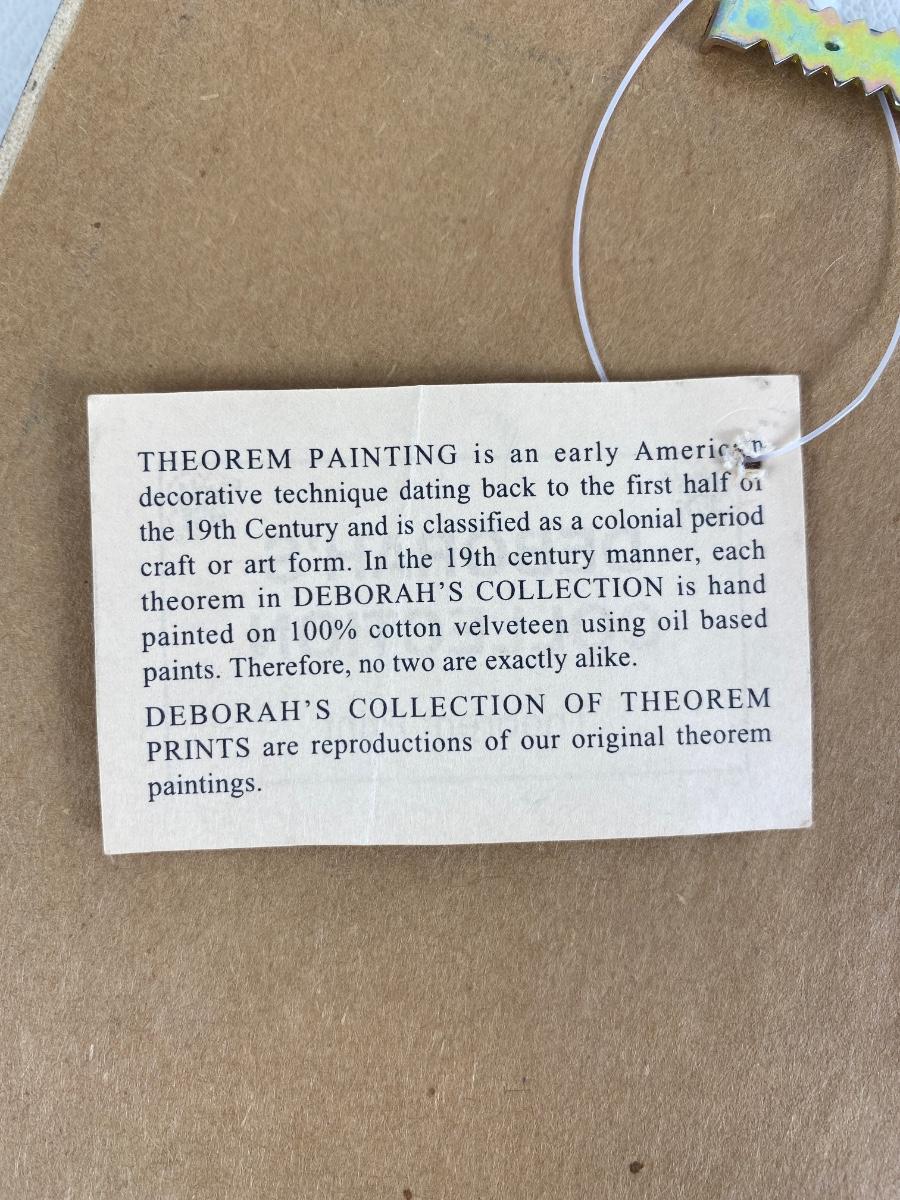 THEOREM PAINTING is an early American
decorative technique dating back to the first half of
the 19th Century and is classified as a colonial period
craft or art form. In the 19th century manner, each
theorem in DEBORAH'S COLLECTION is hand
painted on 100% cotton velveteen using oil based
paints. Therefore, no two are exactly alike.
DEBORAH'S COLLECTION OF THEOREM
PRINTS are reproductions of our original theorem
paintings.